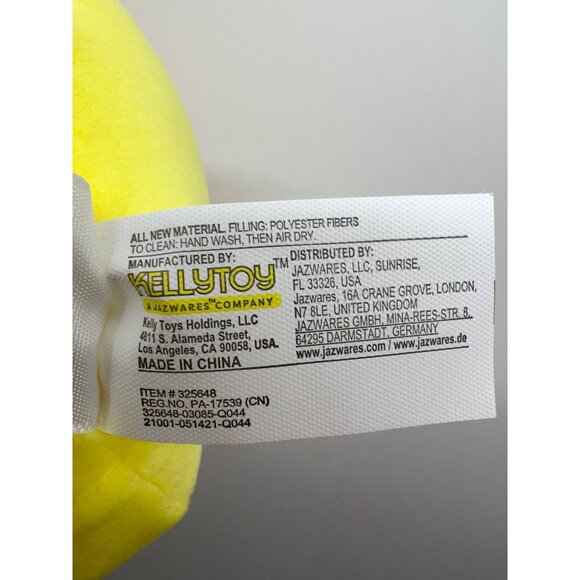 ALL NEW MATERIAL. FILLING: POLYESTER FIBERS
TO CLEAN: HAND WASH, THEN AIR DRY.
MANUFACTURED BY:
KELLYTOY™
A JAZWARES™ COMPANY
Kelly Toys Holdings, LLC
4811 S. Alameda Street,
Los Angeles, CA 90058, USA.
MADE IN CHINA
DISTRIBUTED BY:
JAZWARES, LLC, SUNRISE,
FL 33326, USA
Jazwares, 16A CRANE GROVE, LONDON,
N7 8LE, UNITED KINGDOM
JAZWARES GMBH, MINA-REES-STR. 8,
64295 DARMSTADT, GERMANY
www.jazwares.com / www.jazware.de
ITEM # 325648
REG.NO. PA-17539 (CN)
325648-03085-Q044
21001-051421-Q044